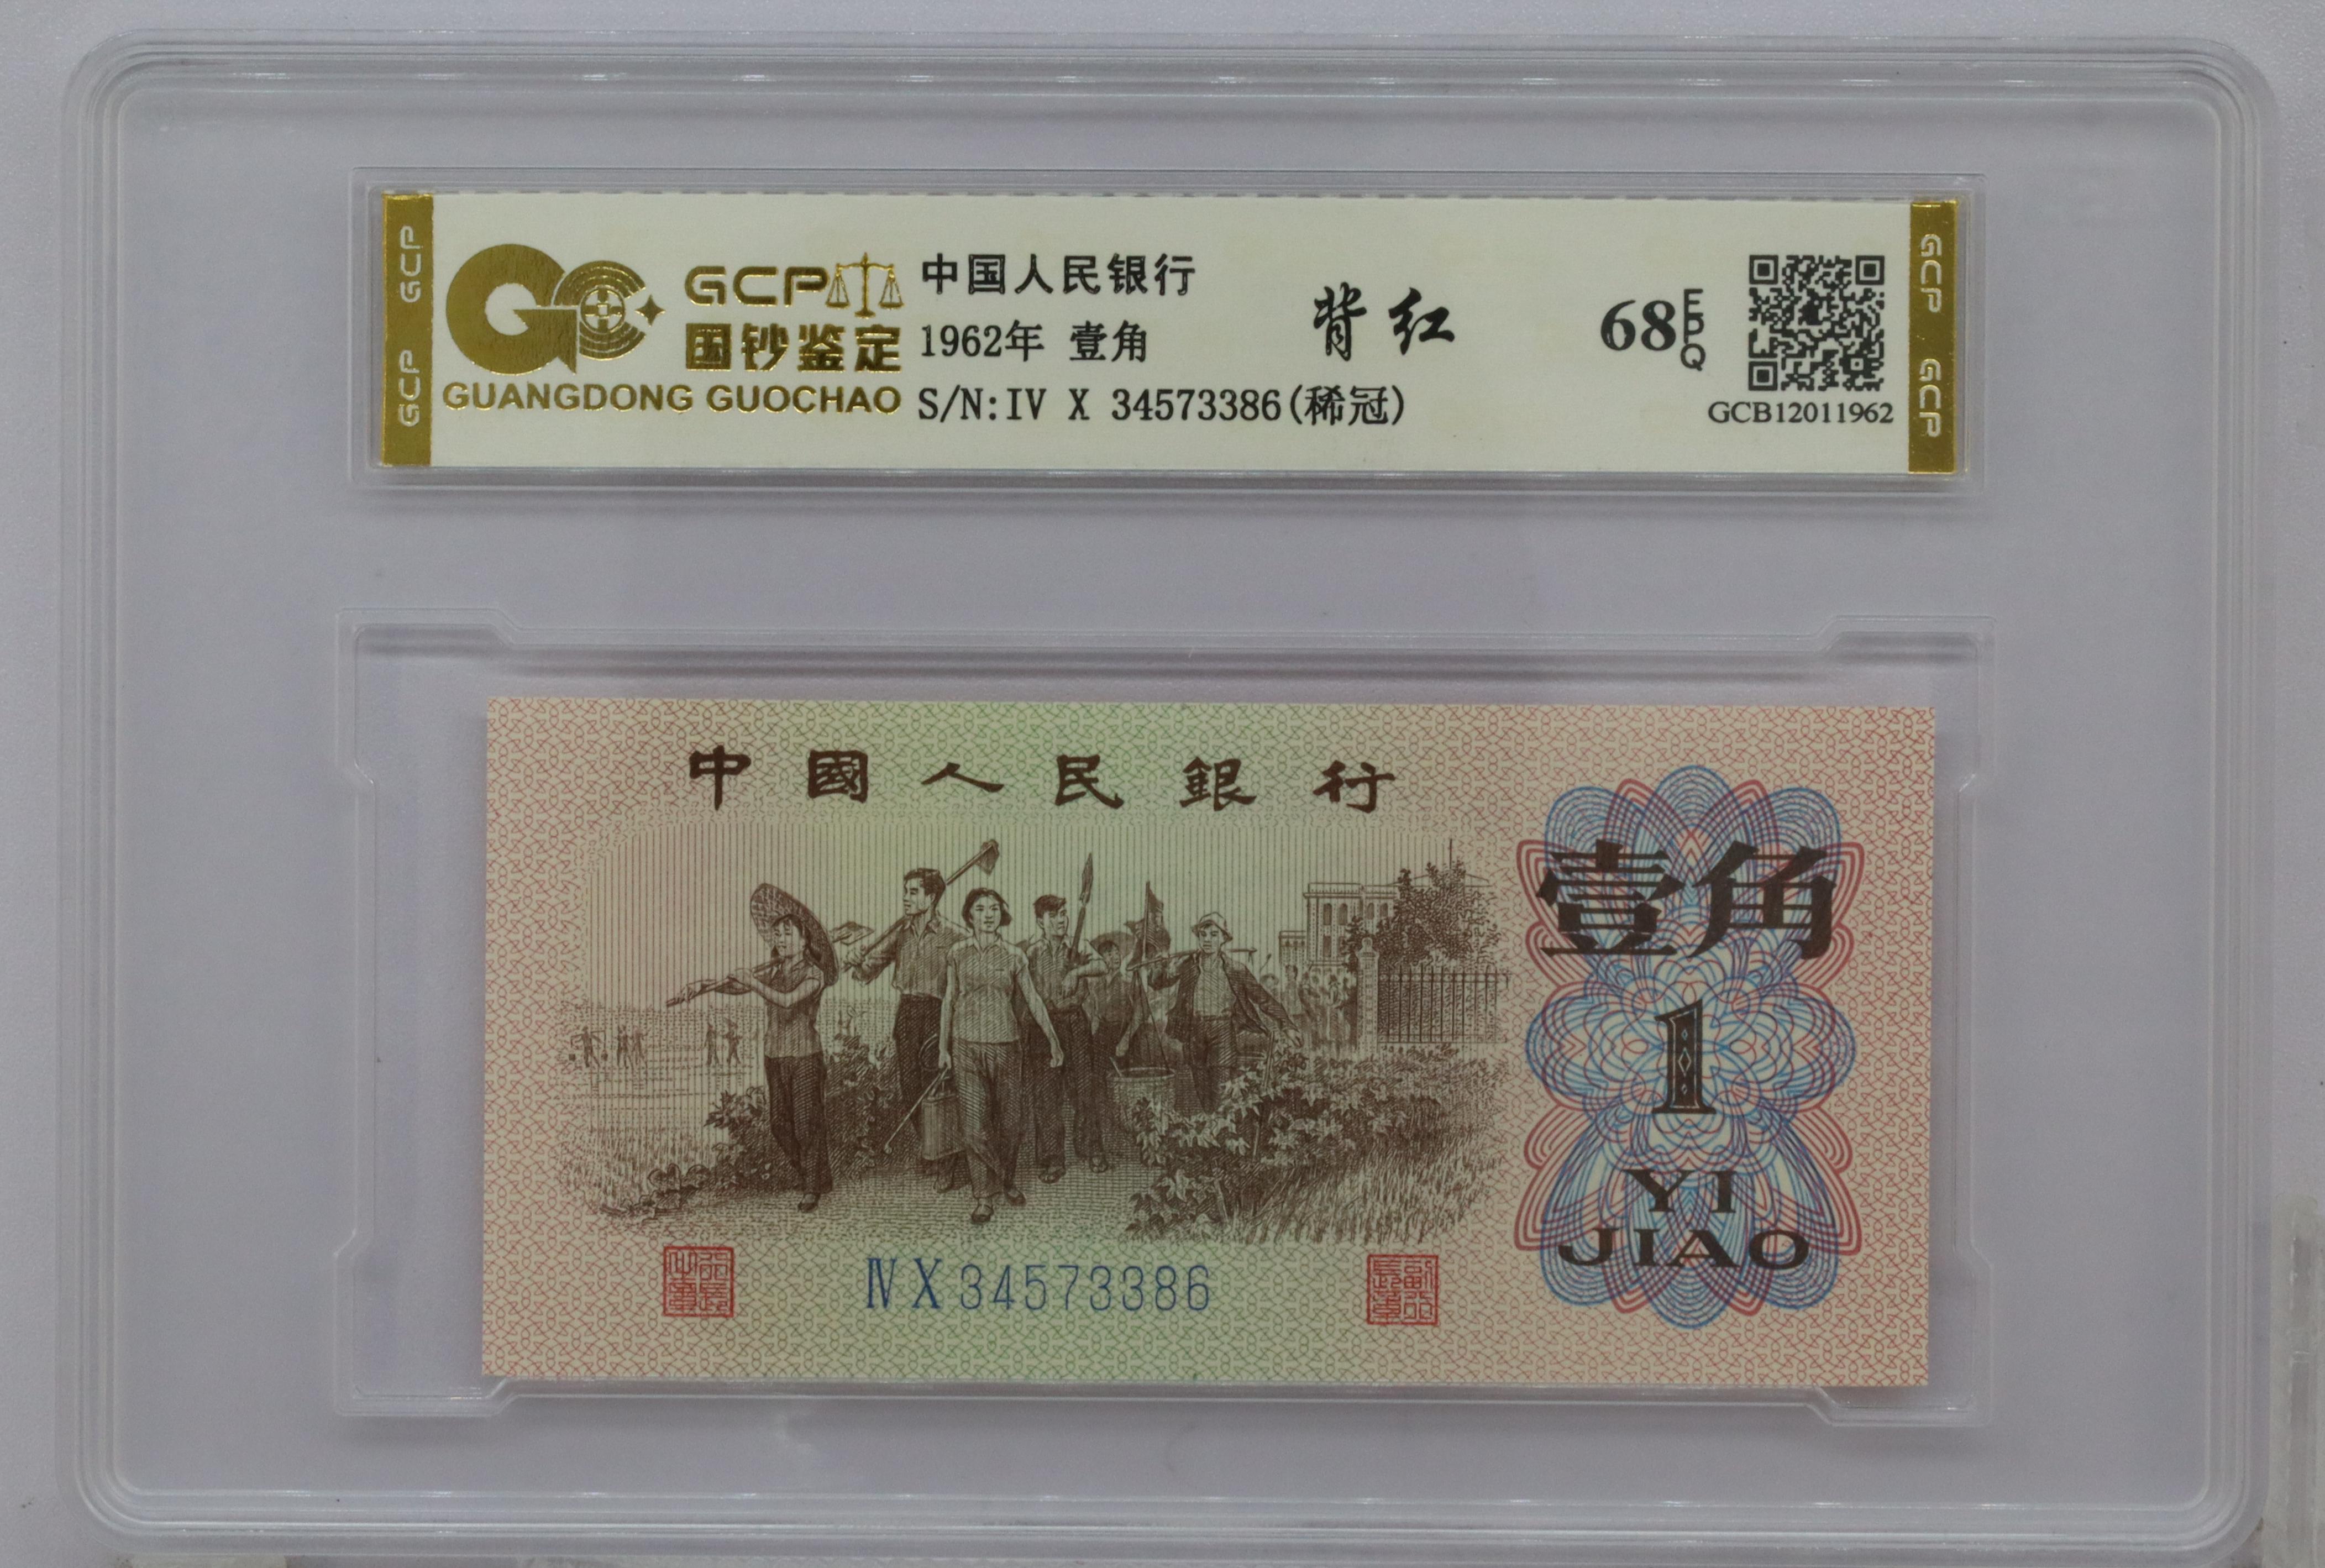 GCP GCP
GCP
国钞鉴定
GUANGDONG GUOCHAO
中国人民银行
1962年 壹角
S/N:IV X 34573386(稀冠)
背红
68 EPQ
GCB12011962
GCP GCP
中國人民銀行
壹角
1
YI
JIAO
ⅣX34573386